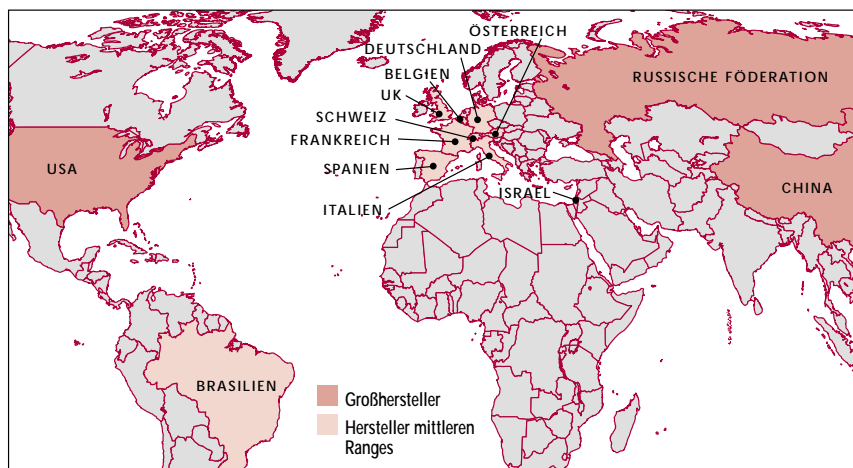 ÖSTERREICH
DEUTSCHLAND
BELGIEN
RUSSISCHE FÖDERATION
UK
SCHWEIZ
FRANKREICH
USA
SPANIEN
ISRAEL
CHINA
ITALIEN
BRASILIEN
Großhersteller
Hersteller mittleren
Ranges